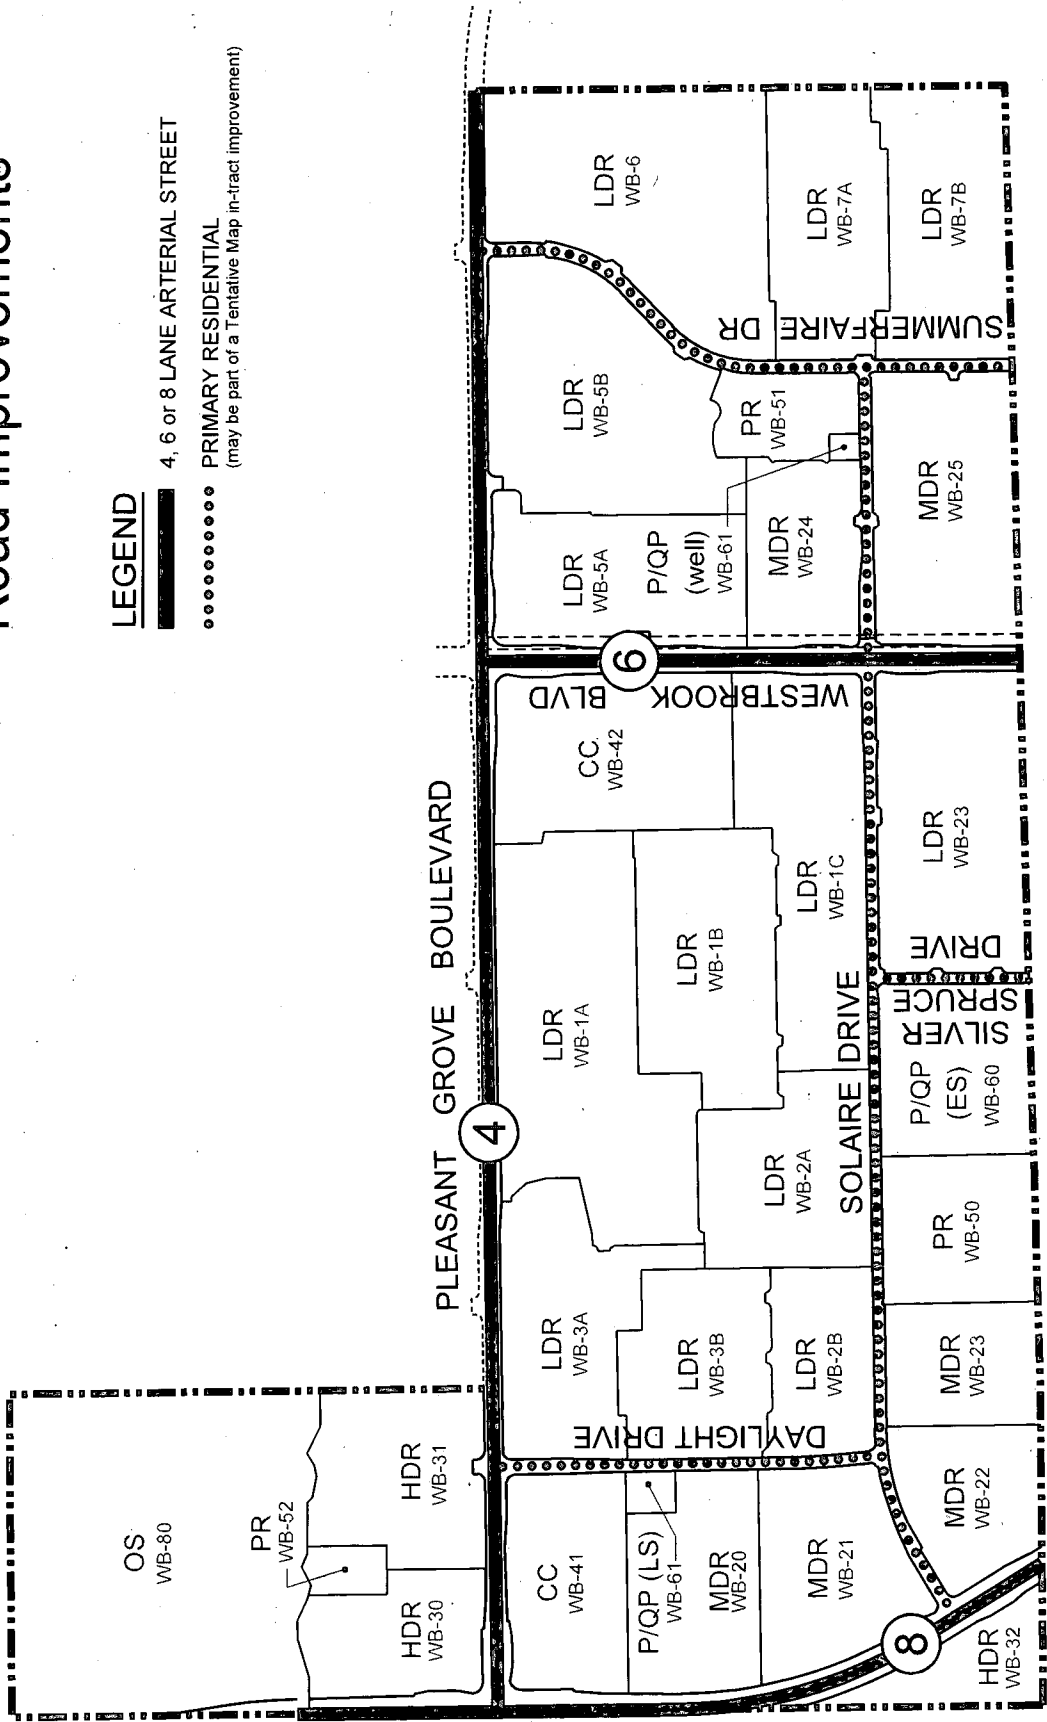 Road Improvements
LEGEND
4, 6 or 8 LANE ARTERIAL STREET
PRIMARY RESIDENTIAL
(may be part of a Tentative Map in-tract improvement)
OS
WB-80
PR
WB-52
HDR
WB-30
HDR
WB-31
PLEASANT GROVE BOULEVARD
4
CC
WB-41
P/QP (LS)
WB-61
MDR
WB-20
MDR
WB-21
8
HDR
WB-32
MDR
WB-22
DAYLIGHT DRIVE
LDR
WB-3A
LDR
WB-3B
LDR
WB-2B
MDR
WB-23
LDR
WB-1A
LDR
WB-1B
LDR
WB-2A
LDR
WB-1C
SOLAIRE DRIVE
PR
WB-50
P/QP
(ES)
WB-60
SILVER
SPRUCE
DRIVE
LDR
WB-23
CC
WB-42
WESTBROOK BLVD
6
LDR
WB-5A
P/QP
(well)
WB-61
MDR
WB-24
LDR
WB-5B
PR
WB-51
MDR
WB-25
SUMMERFAIRE DR
LDR
WB-6
LDR
WB-7A
LDR
WB-7B